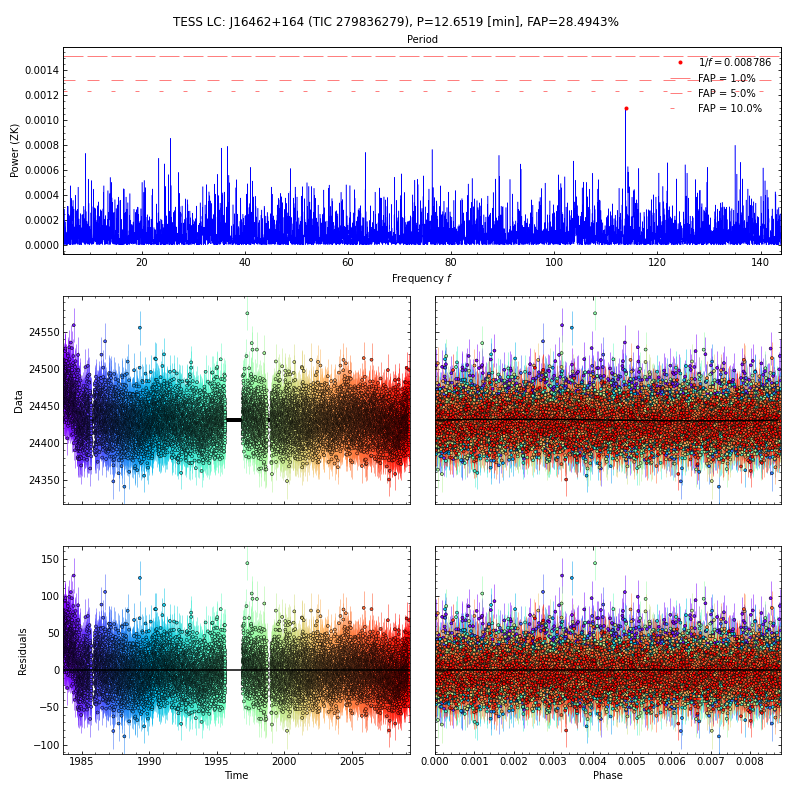 TESS LC: J16462+164 (TIC 279836279), P=12.6519 [min], FAP=28.4943%
Period
1/f = 0.008786
FAP = 1.0%
FAP = 5.0%
FAP = 10.0%
Power (ZK)
0.0014
0.0012
0.0010
0.0008
0.0006
0.0004
0.0002
0.0000
20 40 60 80 100 120 140
Frequency f
Data
24550
24500
24450
24400
24350
Residuals
150
100
50
0
−50
−100
1985 1990 1995 2000 2005
Time
0.000 0.001 0.002 0.003 0.004 0.005 0.006 0.007 0.008
Phase